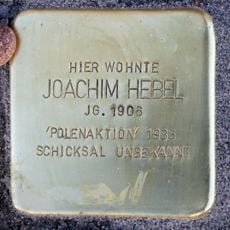 HIER WOHNTE
JOACHIM HEBEL
JG. 1906
'POLENAKTION' 1938
SCHICKSAL UNBEKANNT